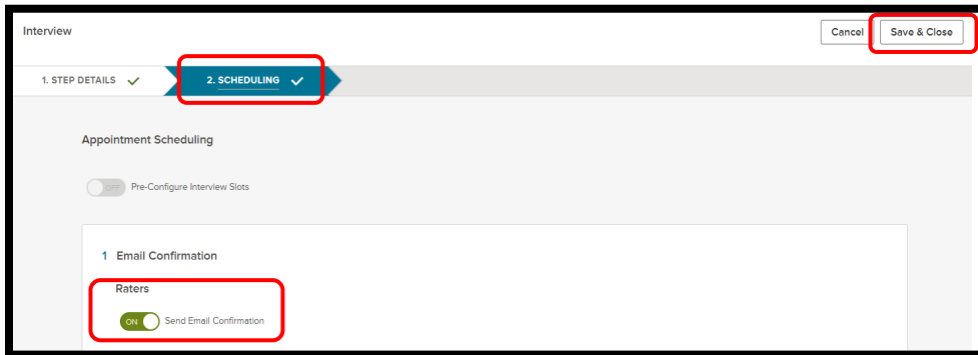 Interview
Cancel
Save & Close
1. STEP DETAILS
2. SCHEDULING
Appointment Scheduling
OFF Pre-Configure Interview Slots
1 Email Confirmation
Raters
ON Send Email Confirmation